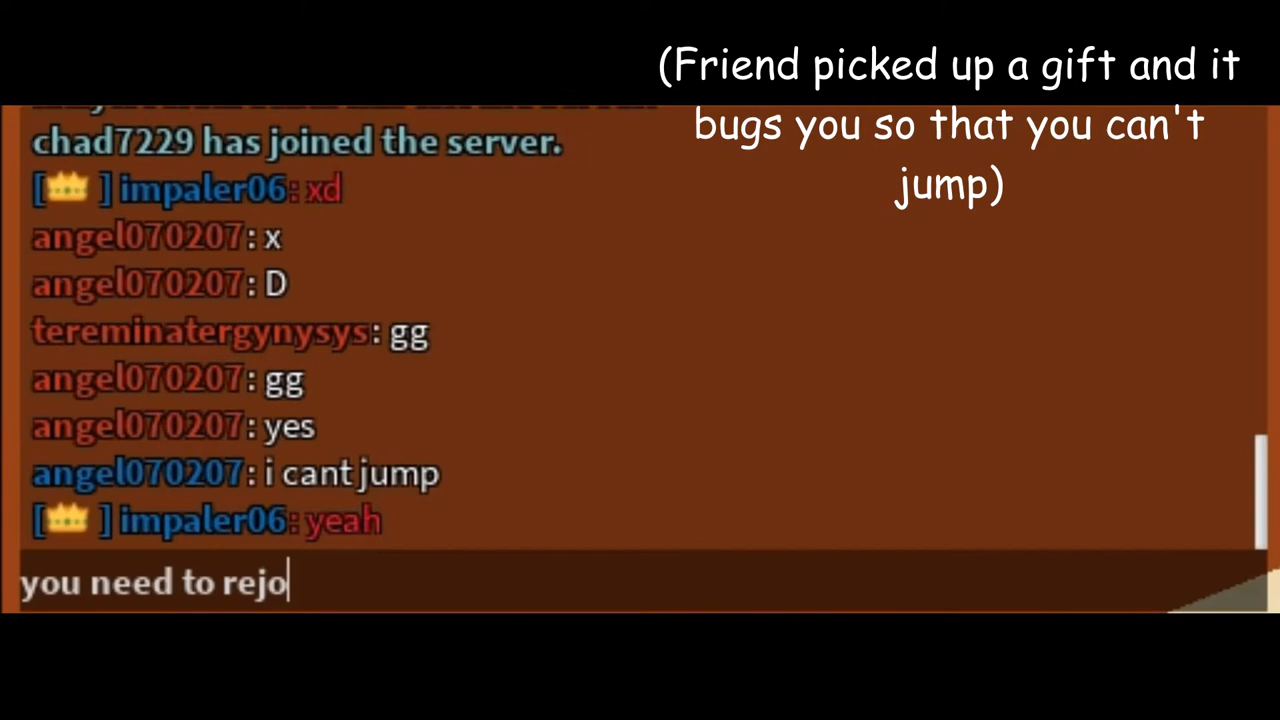 (Friend picked up a gift and it
bugs you so that you can't
jump)
chad7229 has joined the server.
[👑 ] impaler06: xd
angel070207: x
angel070207: D
tereminatergynysys: gg
angel070207: gg
angel070207: yes
angel070207: i cant jump
[👑 ] impaler06: yeah
you need to rejo